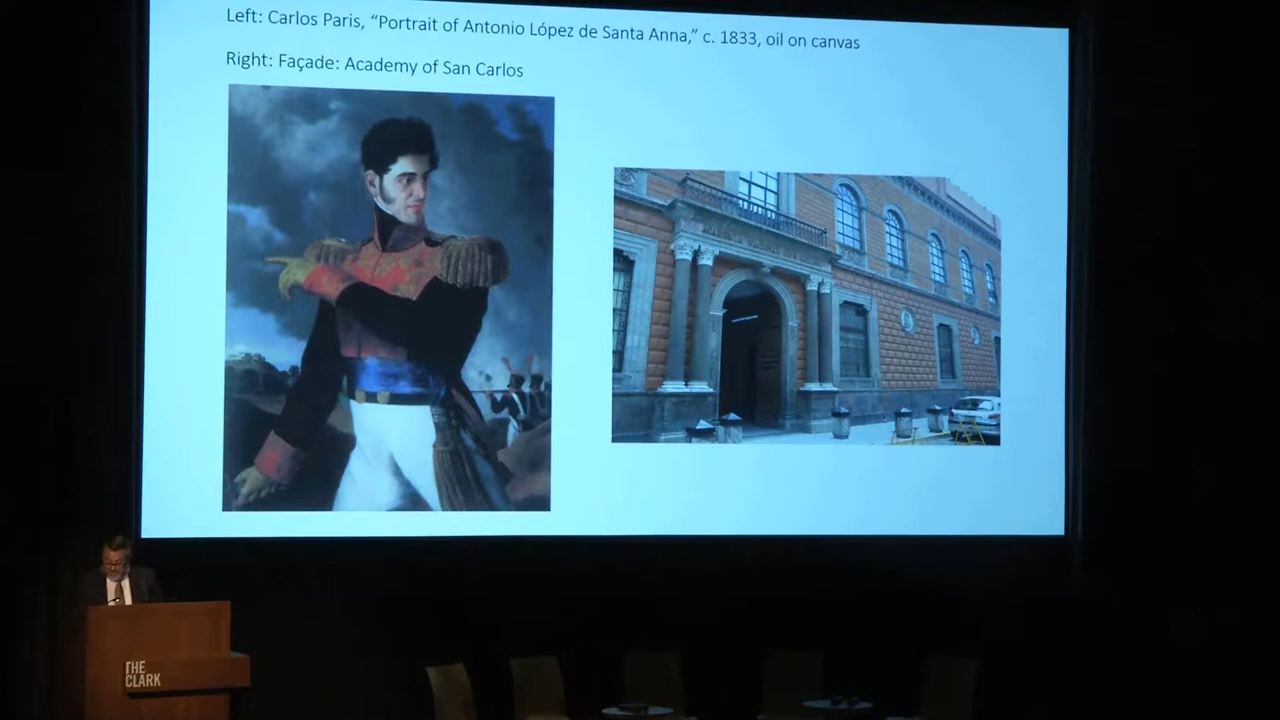 Left: Carlos Paris, “Portrait of Antonio López de Santa Anna,” c. 1833, oil on canvas
Right: Façade: Academy of San Carlos
THE
CLARK